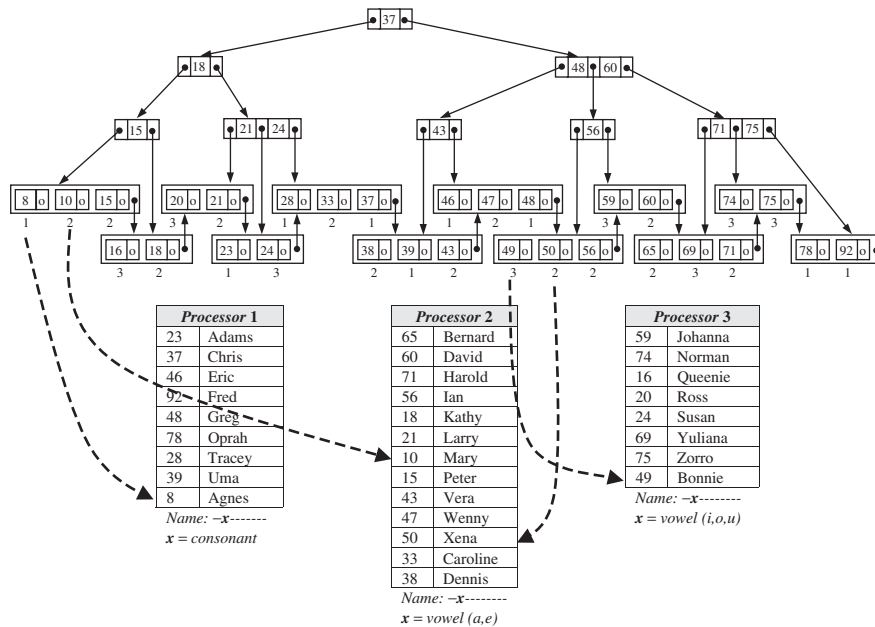 37
18
48 60
15
21 24
43
56
71 75
8 o 10 o 15 o
20 o 21 o
28 o 33 o 37 o
46 o 47 o 48 o
59 o 60 o
74 o 75 o
1 2 2
3 2
1 2 1
1 2 1
3 2
3 3
16 o 18 o
23 o 24 o
38 o 39 o 43 o
49 o 50 o 56 o
65 o 69 o 71 o
78 o 92 o
3 2
1 3
2 1 2
3 2 2
2 3 2
1 1
Processor 1
23 Adams
37 Chris
46 Eric
92 Fred
48 Greg
78 Oprah
28 Tracey
39 Uma
8 Agnes
Name: –x-------
x = consonant
Processor 2
65 Bernard
60 David
71 Harold
56 Ian
18 Kathy
21 Larry
10 Mary
15 Peter
43 Vera
47 Wenny
50 Xena
33 Caroline
38 Dennis
Name: –x--------
x = vowel (a,e)
Processor 3
59 Johanna
74 Norman
16 Queenie
20 Ross
24 Susan
69 Yuliana
75 Zorro
49 Bonnie
Name: –x--------
x = vowel (i,o,u)